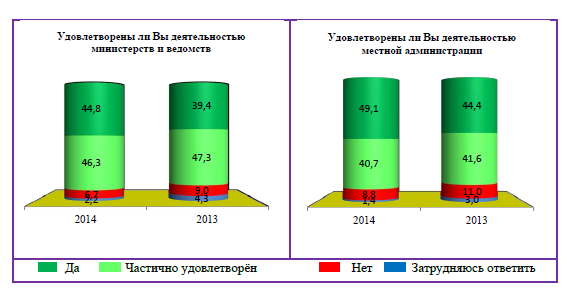 Удовлетворены ли Вы деятельностью
министерств и ведомств
44,8
39,4
46,3
47,3
6,7
9,0
2,2
4,3
2014
2013
Удовлетворены ли Вы деятельностью
местной администрации
49,1
44,4
40,7
41,6
8,8
11,0
1,4
3,0
2014
2013
Да
Частично удовлетворён
Нет
Затрудняюсь ответить